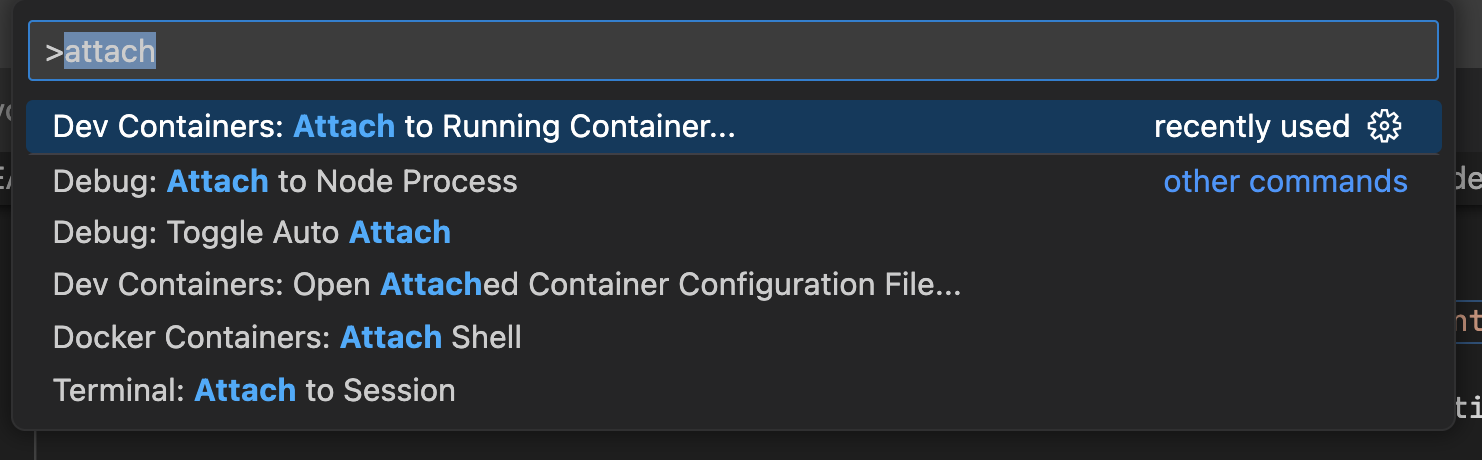 >attach
Dev Containers: Attach to Running Container... recently used
Debug: Attach to Node Process other commands
Debug: Toggle Auto Attach
Dev Containers: Open Attached Container Configuration File...
Docker Containers: Attach Shell
Terminal: Attach to Session